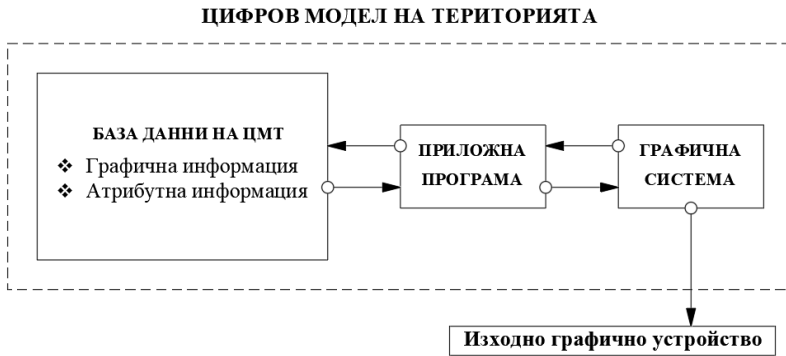 ЦИФРОВ МОДЕЛ НА ТЕРИТОРИЯТА
БАЗА ДАННИ НА ЦМТ
❖ Графична информация
❖ Атрибутна информация
ПРИЛОЖНА
ПРОГРАМА
ГРАФИЧНА
СИСТЕМА
Изходно графично устройство